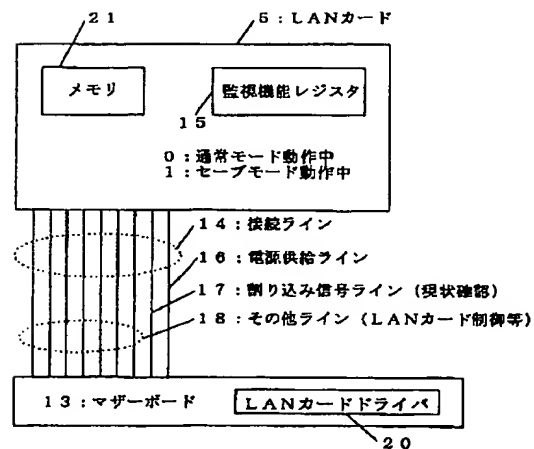 21
5:LANカード
メモリ
監視機能レジスタ
15
0:通常モード動作中
1:セーブモード動作中
14:接続ライン
16:電源供給ライン
17:割り込み信号ライン(現状確認)
18:その他ライン(LANカード制御等)
13:マザーボード
LANカードドライバ
20